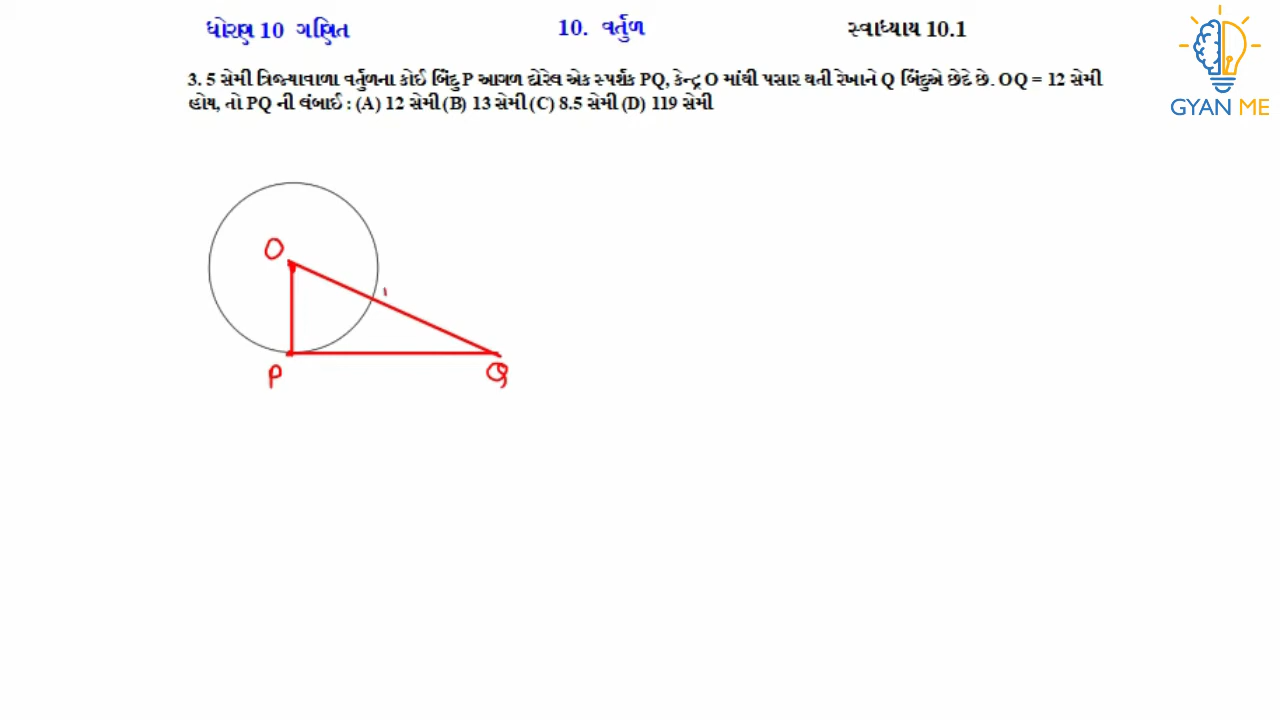 ધોરણ 10 ગણિત 10. વર્તુળ સ્વાધ્યાય 10.1
3. 5 સેમી ત્રિજ્યાવાળા વર્તુળના કોઈ બિંદુ P આગળ દોરેલ એક સ્પર્શક PQ, કેન્દ્ર O માંથી પસાર થતી રેખાને Q બિંદુએ છેદે છે. OQ = 12 સેમી
હોય, તો PQ ની લંબાઈ : (A) 12 સેમી (B) 13 સેમી (C) 8.5 સેમી (D) 119 સેમી
GYAN ME
O
P Q